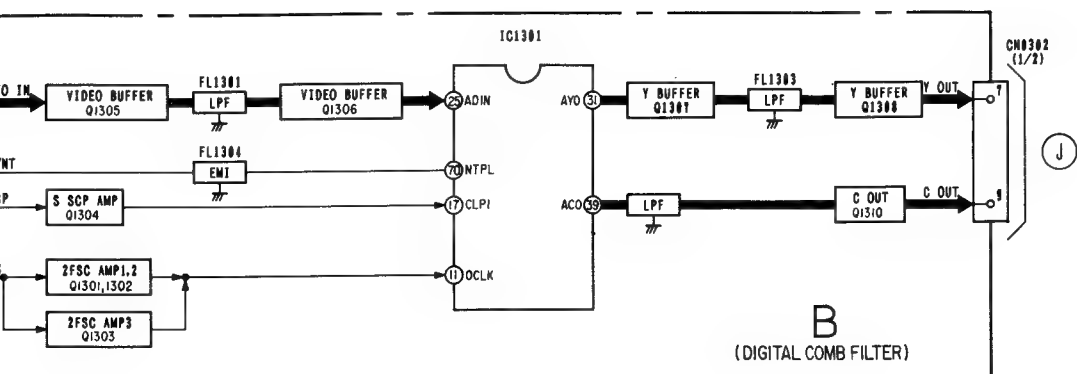 IC1301
CN0302
(1/2)
O IN
VIDEO BUFFER
Q1305
FL1301
LPF
VIDEO BUFFER
Q1306
25 ADIN
AYO 31
Y BUFFER
Q1307
FL1303
LPF
Y BUFFER
Q1308
Y OUT
7
J
YNT
FL1304
EMI
70 NTPL
P
S SCP AMP
Q1304
17 CLPI
ACO 39
LPF
C OUT
Q1310
C OUT
2FSC AMP1,2
Q1301,1302
11 OCLK
2FSC AMP3
Q1303
B
(DIGITAL COMB FILTER)